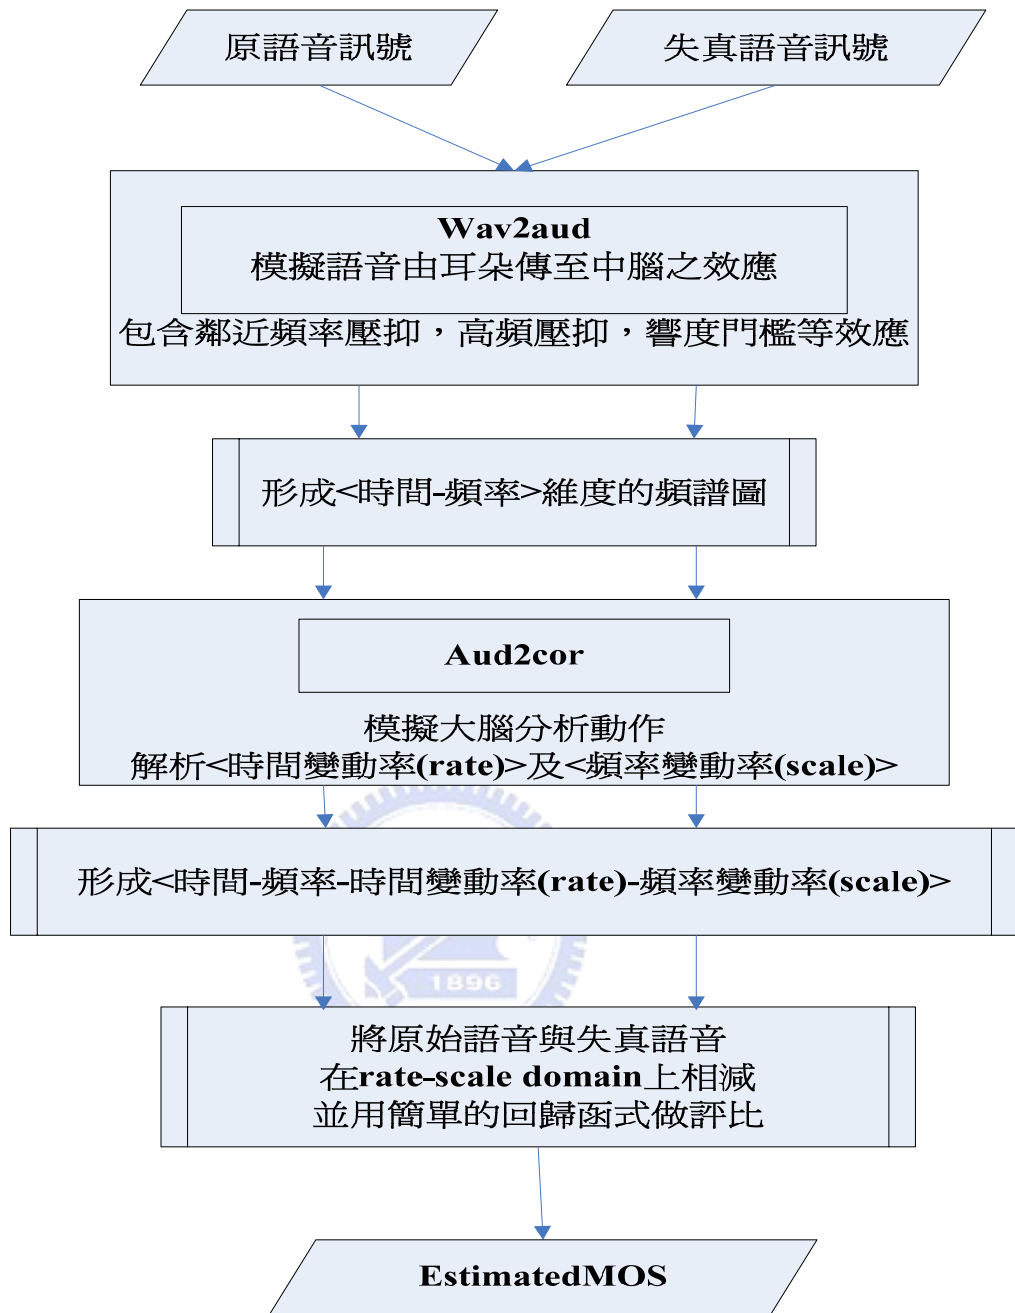 原語音訊號
失真語音訊號
Wav2aud
模擬語音由耳朵傳至中腦之效應
包含鄰近頻率壓抑，高頻壓抑，響度門檻等效應
形成<時間-頻率>維度的頻譜圖
Aud2cor
模擬大腦分析動作
解析<時間變動率(rate)>及<頻率變動率(scale)>
形成<時間-頻率-時間變動率(rate)-頻率變動率(scale)>
1896
將原始語音與失真語音
在rate-scale domain上相減
並用簡單的回歸函式做評比
EstimatedMOS